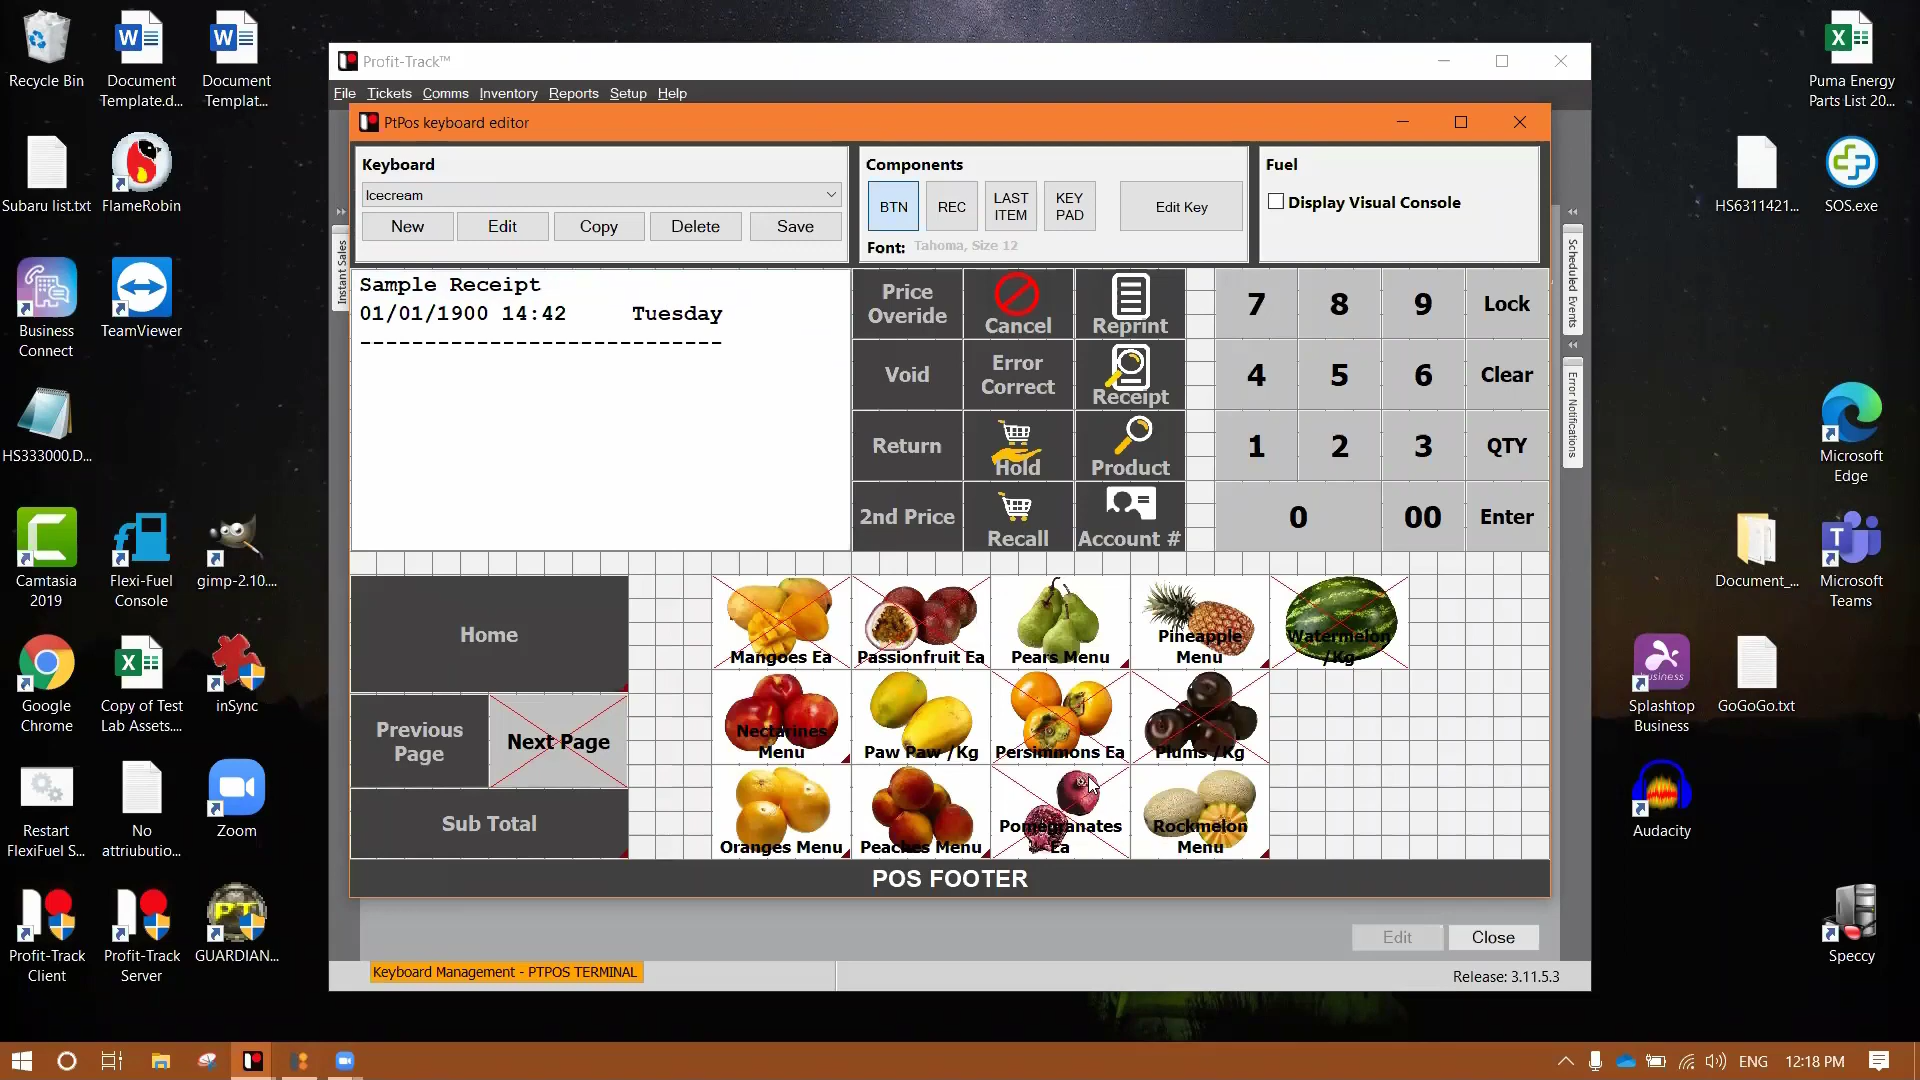 Recycle Bin
Document
Template.d...
Document
Templat...
Subaru list.txt
FlameRobin
Business
Connect
TeamViewer
HS333000.D...
Camtasia
2019
Flexi-Fuel
Console
gimp-2.10....
Google
Chrome
Copy of Test
Lab Assets....
inSync
Restart
FlexiFuel S...
No
attriubutio...
Zoom
Profit-Track
Client
Profit-Track
Server
GUARDIAN...
Profit-Track™
File Tickets Comms Inventory Reports Setup Help
PtPos keyboard editor
Keyboard
Icecream
New
Edit
Copy
Delete
Save
Components
BTN
REC
LAST
ITEM
KEY
PAD
Edit Key
Font: Tahoma, Size 12
Fuel
Display Visual Console
Instant Sales
Scheduled Events
Error Notifications
Sample Receipt
01/01/1900 14:42 Tuesday
----------------------------
Price
Overide
Cancel
Reprint
Void
Error
Correct
Receipt
Return
Hold
Product
2nd Price
Recall
Account #
7 8 9 Lock
4 5 6 Clear
1 2 3 QTY
0 00 Enter
Home
Previous
Page
Next Page
Sub Total
Mangoes Ea
Passionfruit Ea
Pears Menu
Pineapple
Menu
Watermelon
/Kg
Nectarines
Menu
Paw Paw /Kg
Persimmons Ea
Plums /Kg
Oranges Menu
Peaches Menu
Pomegranates
Ea
Rockmelon
Menu
POS FOOTER
Edit
Close
Keyboard Management - PTPOS TERMINAL
Release: 3.11.5.3
Puma Energy
Parts List 20...
HS6311421...
SOS.exe
Microsoft
Edge
Document_...
Microsoft
Teams
Splashtop
Business
GoGoGo.txt
Audacity
Speccy
ENG
12:18 PM